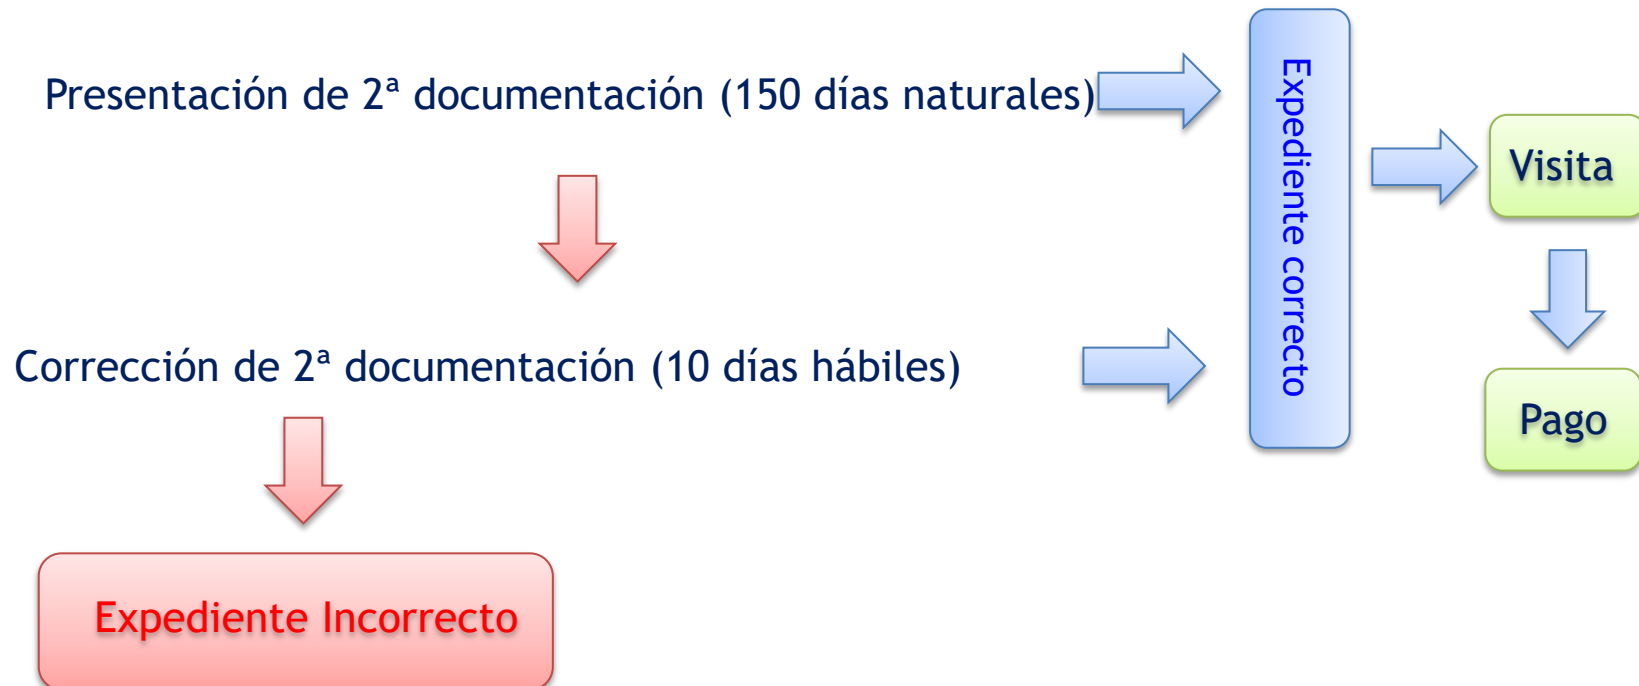 Presentación de 2ª documentación (150 días naturales)
Expediente correcto
Visita
Corrección de 2ª documentación (10 días hábiles)
Pago
Expediente Incorrecto